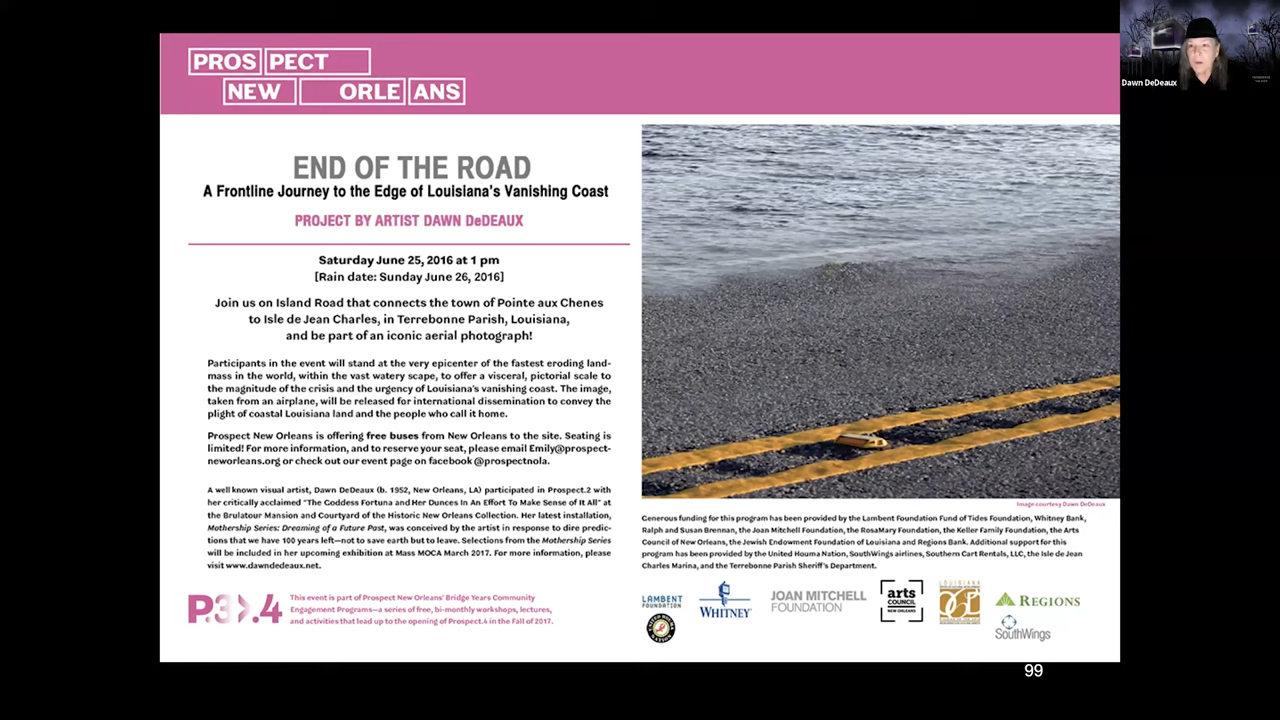 PROSPECT
NEW ORLEANS
END OF THE ROAD
A Frontline Journey to the Edge of Louisiana's Vanishing Coast
PROJECT BY ARTIST DAWN DeDEAUX
Saturday June 25, 2016 at 1 pm
[Rain date: Sunday June 26, 2016]
Join us on Island Road that connects the town of Pointe aux Chenes
to Isle de Jean Charles, in Terrebonne Parish, Louisiana,
and be part of an iconic aerial photograph!
Participants in the event will stand at the very epicenter of the fastest eroding land-
mass in the world, within the vast watery scape, to offer a visceral, pictorial scale to
the magnitude of the crisis and the urgency of Louisiana's vanishing coast. The image,
taken from an airplane, will be released for international dissemination to convey the
plight of coastal Louisiana land and the people who call it home.
Prospect New Orleans is offering free buses from New Orleans to the site. Seating is
limited! For more information, and to reserve your seat, please email Emily@prospect-
neworleans.org or check out our event page on facebook @prospectnola.
A well known visual artist, Dawn DeDeaux (b. 1952, New Orleans, LA) participated in Prospect.2 with
her critically acclaimed "The Goddess Fortuna and Her Dunces In An Effort To Make Sense of It All" at
the Brulatour Mansion and Courtyard of the Historic New Orleans Collection. Her latest installation,
Mothership Series: Dreaming of a Future Past, was conceived by the artist in response to dire predic-
tions that we have 100 years left—not to save earth but to leave. Selections from the Mothership Series
will be included in her upcoming exhibition at Mass MOCA March 2017. For more information, please
visit www.dawndedeaux.net.
P.3>.4
This event is part of Prospect New Orleans' Bridge Years Community
Engagement Programs—a series of free, bi-monthly workshops, lectures,
and activities that lead up to the opening of Prospect.4 in the Fall of 2017.
Image courtesy Dawn DeDeaux
Generous funding for this program has been provided by the Lambent Foundation Fund of Tides Foundation, Whitney Bank,
Ralph and Susan Brennan, the Joan Mitchell Foundation, the RosaMary Foundation, the Keller Family Foundation, the Arts
Council of New Orleans, the Jewish Endowment Foundation of Louisiana and Regions Bank. Additional support for this
program has been provided by the United Houma Nation, SouthWings airlines, Southern Cart Rentals, LLC, the Isle de Jean
Charles Marina, and the Terrebonne Parish Sheriff's Department.
LAMBENT
FOUNDATION
WHITNEY
JOAN MITCHELL
FOUNDATION
arts
COUNCIL
NEW ORLEANS
LOUISIANA
REGIONS
SouthWings
99
Dawn DeDeaux